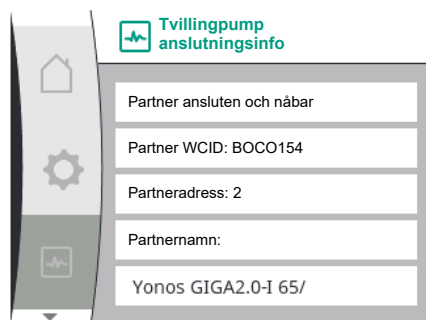 Tvillingpump
anslutningsinfo
Partner ansluten och nåbar
Partner WCID: BOCO154
Partneradress: 2
Partnernamn:
Yonos GIGA2.0-I 65/